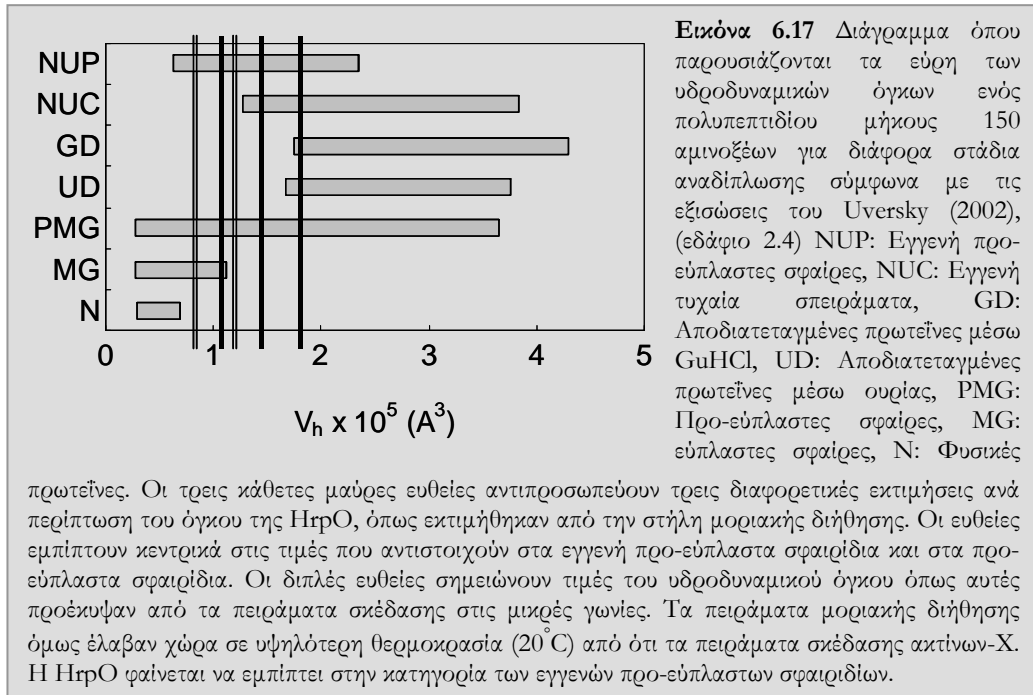 NUP
NUC
GD
UD
PMG
MG
N
0 1 2 3 4 5
V_h x 10^5 (A^3)
Εικόνα 6.17 Διάγραμμα όπου
παρουσιάζονται τα εύρη των
υδροδυναμικών όγκων ενός
πολυπεπτιδίου μήκους 150
αμινοξέων για διάφορα στάδια
αναδίπλωσης σύμφωνα με τις
εξισώσεις του Uversky (2002),
(εδάφιο 2.4) NUP: Εγγενή προ-
εύπλαστες σφαίρες, NUC: Εγγενή
τυχαία σπειράματα, GD:
Αποδιατεταγμένες πρωτεΐνες μέσω
GuHCl, UD: Αποδιατεταγμένες
πρωτεΐνες μέσω ουρίας, PMG:
Προ-εύπλαστες σφαίρες, MG:
εύπλαστες σφαίρες, N: Φυσικές
πρωτεΐνες. Οι τρεις κάθετες μαύρες ευθείες αντιπροσωπεύουν τρεις διαφορετικές εκτιμήσεις ανά
περίπτωση του όγκου της HrpO, όπως εκτιμήθηκαν από την στήλη μοριακής διήθησης. Οι ευθείες
εμπίπτουν κεντρικά στις τιμές που αντιστοιχούν στα εγγενή προ-εύπλαστα σφαιρίδια και στα προ-
εύπλαστα σφαιρίδια. Οι διπλές ευθείες σημειώνουν τιμές του υδροδυναμικού όγκου όπως αυτές
προέκυψαν από τα πειράματα σκέδασης στις μικρές γωνίες. Τα πειράματα μοριακής διήθησης
όμως έλαβαν χώρα σε υψηλότερη θερμοκρασία (20°C) από ότι τα πειράματα σκέδασης ακτίνων-Χ.
Η HrpO φαίνεται να εμπίπτει στην κατηγορία των εγγενών προ-εύπλαστων σφαιριδίων.